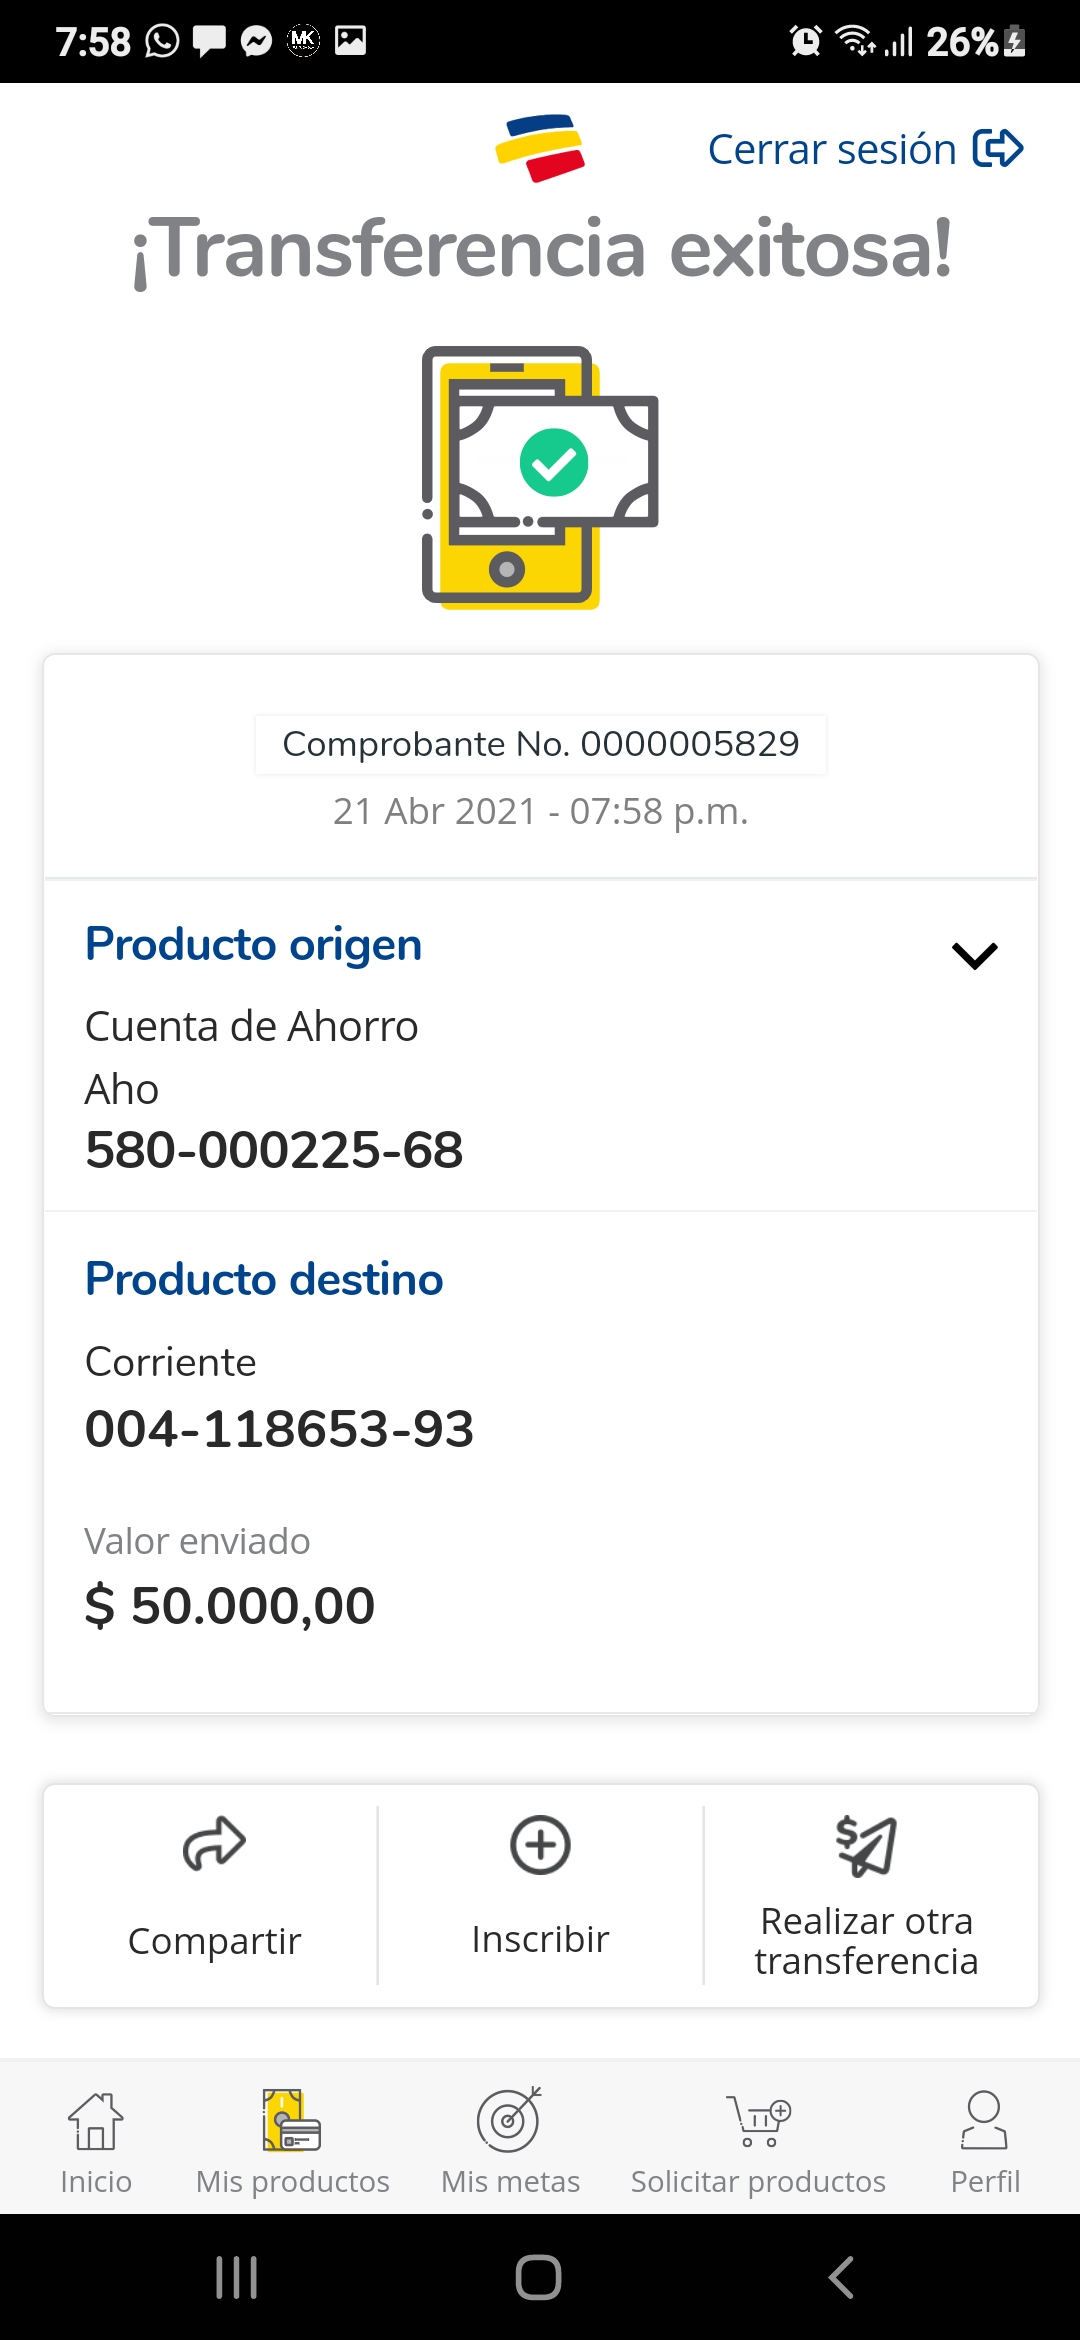 7:58 MK 26%
Cerrar sesión
¡Transferencia exitosa!
Comprobante No. 0000005829
21 Abr 2021 - 07:58 p.m.
Producto origen
Cuenta de Ahorro
Aho
580-000225-68
Producto destino
Corriente
004-118653-93
Valor enviado
$ 50.000,00
Compartir
Inscribir
Realizar otra
transferencia
Inicio
Mis productos
Mis metas
Solicitar productos
Perfil